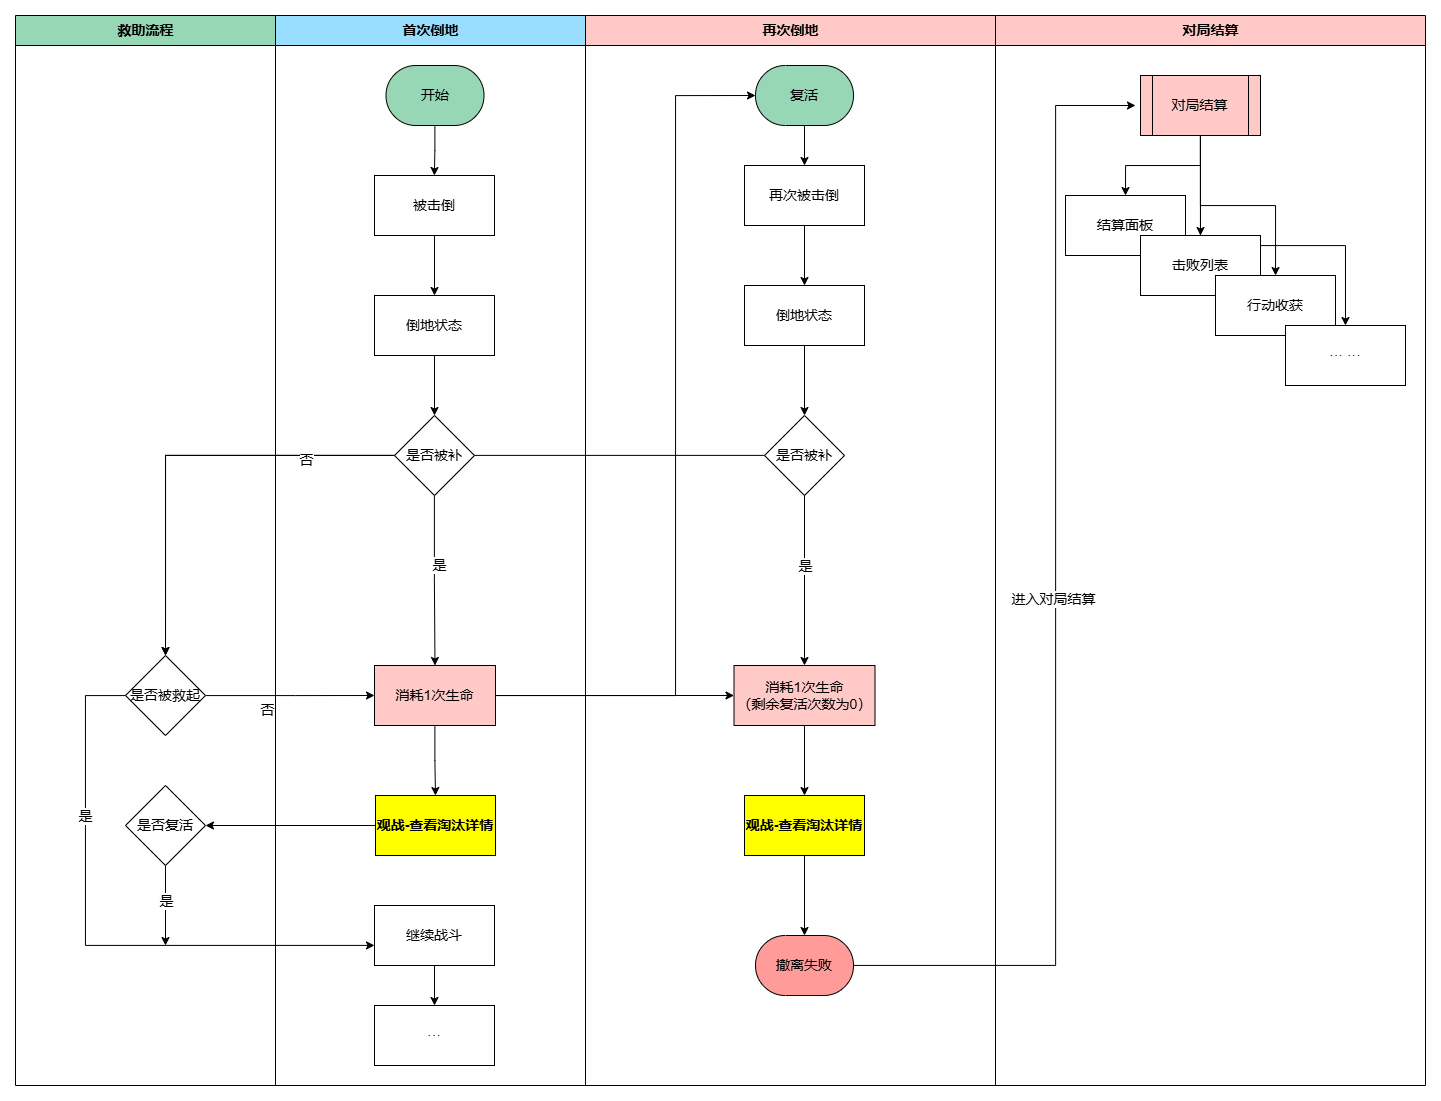 救助流程
首次倒地
再次倒地
对局结算
开始
被击倒
倒地状态
是否被补
否
是
是否被救起
否
消耗1次生命
是
是否复活
观战-查看淘汰详情
是
继续战斗
...
复活
再次被击倒
倒地状态
是否被补
是
消耗1次生命
（剩余复活次数为0）
观战-查看淘汰详情
撤离失败
进入对局结算
对局结算
结算面板
击败列表
行动收获
... ...